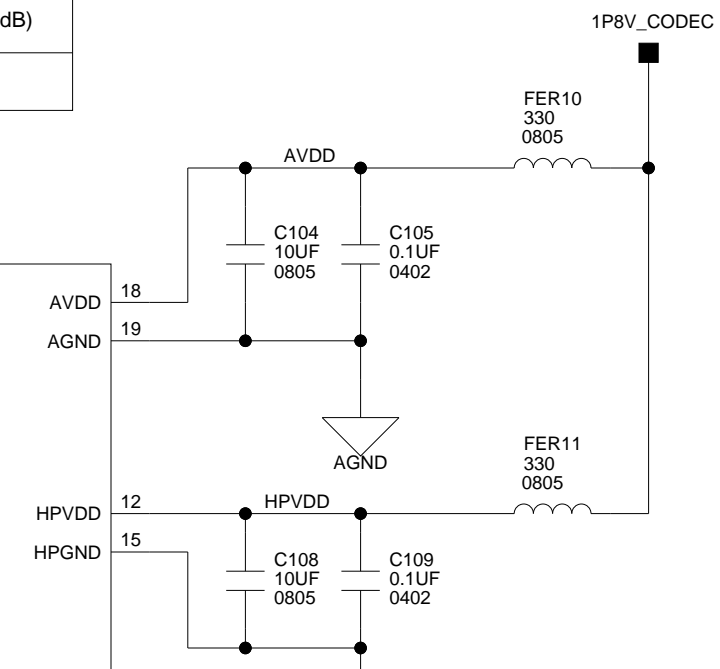 dB)
1P8V_CODEC
FER10
330
0805
AVDD
C104
10UF
0805
C105
0.1UF
0402
AVDD
18
AGND
19
AGND
FER11
330
0805
HPVDD
12
HPVDD
HPGND
15
C108
10UF
0805
C109
0.1UF
0402